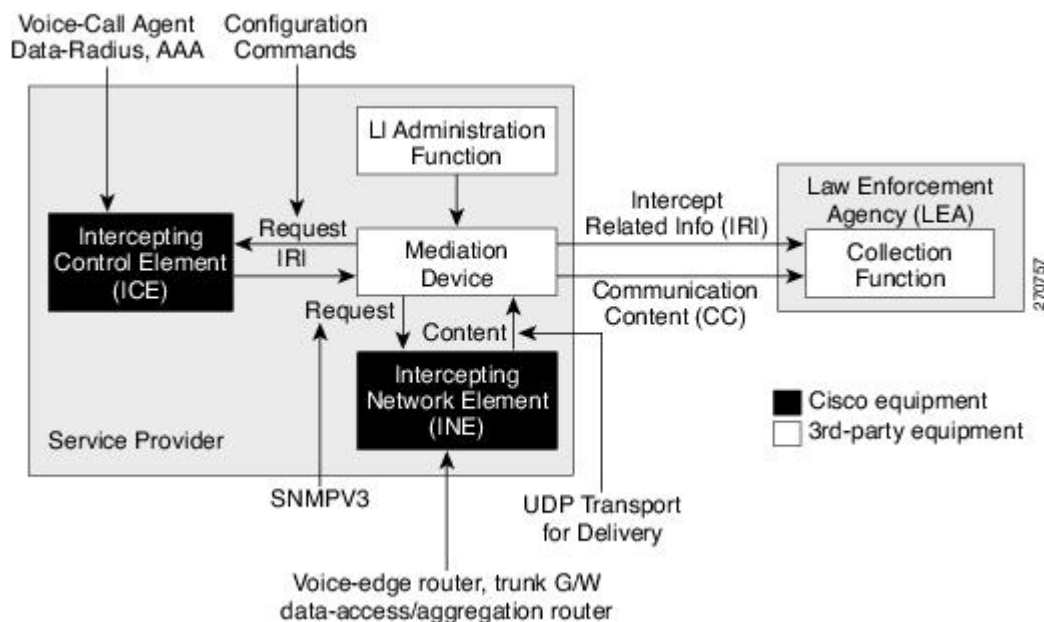 Voice-Call Agent
Data-Radius, AAA
Configuration
Commands
LI Administration
Function
Law Enforcement
Agency (LEA)
Intercept
Related Info (IRI)
Request
IRI
Intercepting
Control Element
(ICE)
Mediation
Device
Collection
Function
Communication
Content (CC)
Request
Content
Intercepting
Network Element
(INE)
Service Provider
Cisco equipment
3rd-party equipment
SNMPV3
UDP Transport
for Delivery
Voice-edge router, trunk G/W
data-access/aggregation router
270757